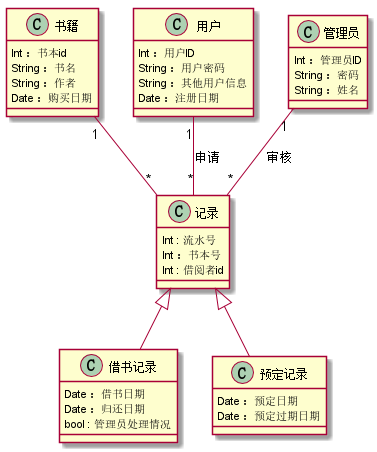 C 书籍
Int ：书本id
String ：书名
String ：作者
Date ：购买日期
C 用户
Int ：用户ID
String ：用户密码
String ：其他用户信息
Date ：注册日期
C 管理员
Int ：管理员ID
String ：密码
String ：姓名
1
1
1
申请
审核
*
*
*
C 记录
Int : 流水号
Int ：书本号
Int : 借阅者id
C 借书记录
Date ：借书日期
Date ：归还日期
bool : 管理员处理情况
C 预定记录
Date ：预定日期
Date ：预定过期日期